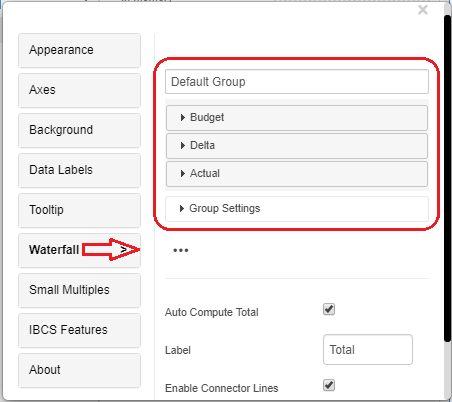 Appearance
Axes
Background
Data Labels
Tooltip
Waterfall >
Small Multiples
IBCS Features
About
Default Group
Budget
Delta
Actual
Group Settings
•••
Auto Compute Total
Label Total
Enable Connector Lines